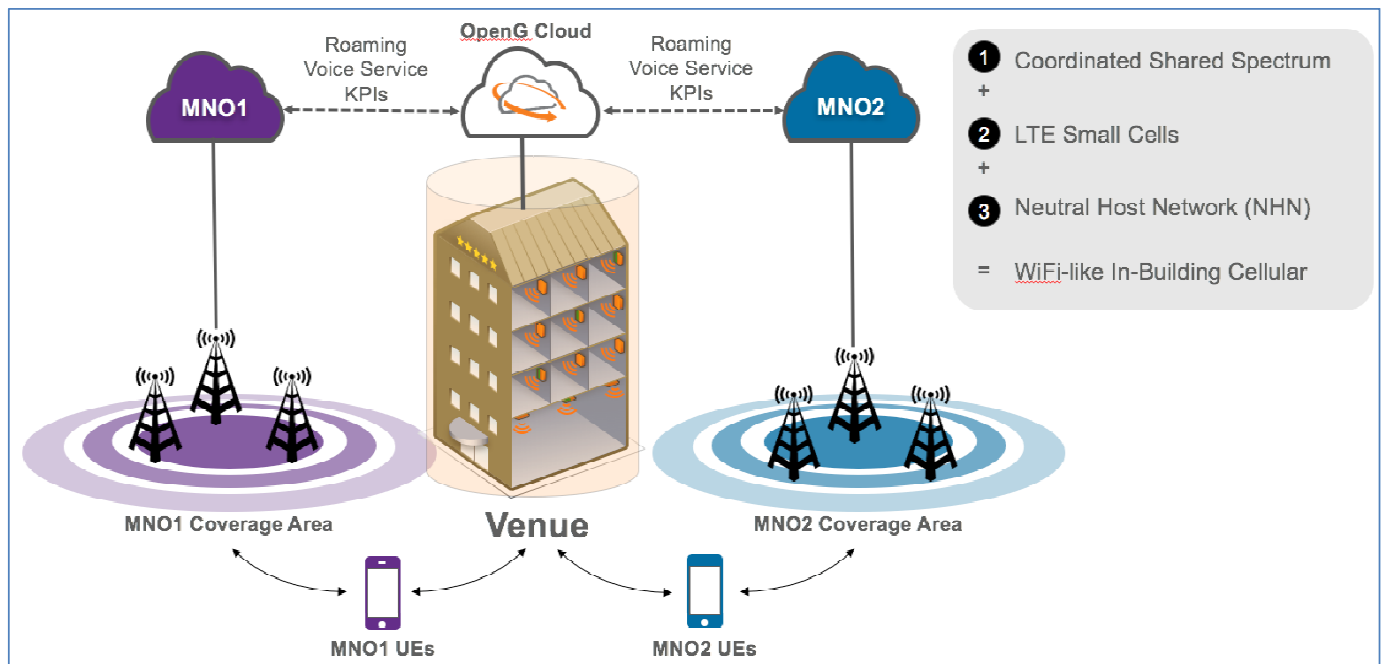 OpenG Cloud
Roaming
Voice Service
KPIs
Roaming
Voice Service
KPIs
MNO1
MNO2
1 Coordinated Shared Spectrum
+
2 LTE Small Cells
+
3 Neutral Host Network (NHN)
= WiFi-like In-Building Cellular
MNO1 Coverage Area
Venue
MNO2 Coverage Area
MNO1 UEs
MNO2 UEs